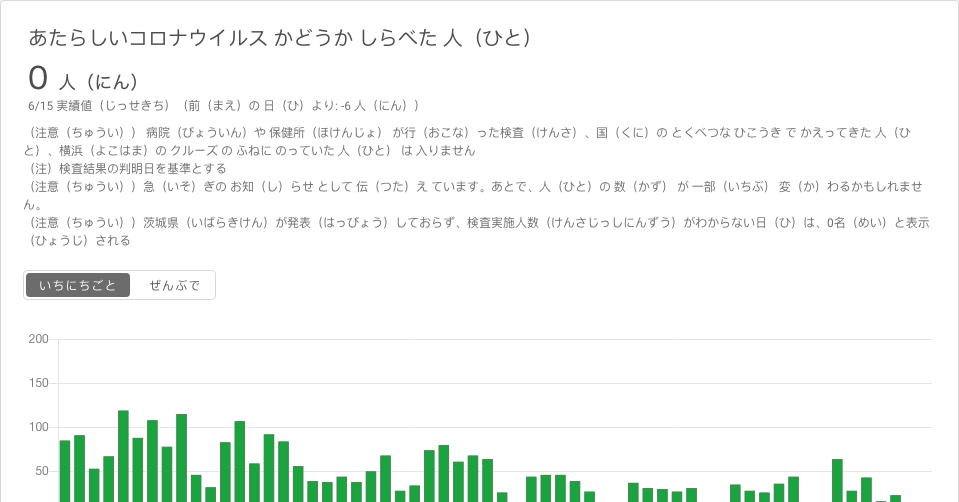 あたらしいコロナウイルス かどうか しらべた 人（ひと）
0 人（にん）
6/15 実績値（じっせきち）（前（まえ）の 日（ひ）より: -6 人（にん））
（注意（ちゅうい）） 病院（びょういん）や 保健所（ほけんじょ） が行（おこな）った検査（けんさ）、国（くに）の とくべつな ひこうき で かえってきた 人（ひ
と）、横浜（よこはま）の クルーズ の ふねに のっていた 人（ひと） は 入りません
（注）検査結果の判明日を基準とする
（注意（ちゅうい））急（いそ）ぎの お知（し）らせ として 伝（つた）え ています。あとで、人（ひと）の 数（かず） が 一部（いちぶ） 変（か）わるかもしれませ
ん。
（注意（ちゅうい））茨城県（いばらきけん）が発表（はっぴょう）しておらず、検査実施人数（けんさじっしにんずう）がわからない日（ひ）は、0名（めい）と表示
（ひょうじ）される
いちにちごと ぜんぶで
200
150
100
50